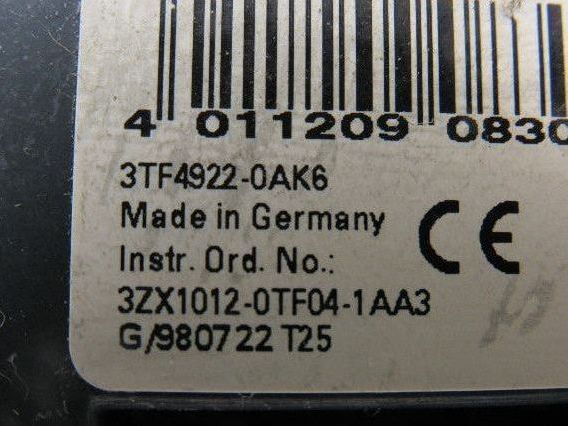 4 011209 0830
3TF4922-0AK6
Made in Germany
Instr. Ord. No.:
3ZX1012-0TF04-1AA3
G/980722 T25
CE